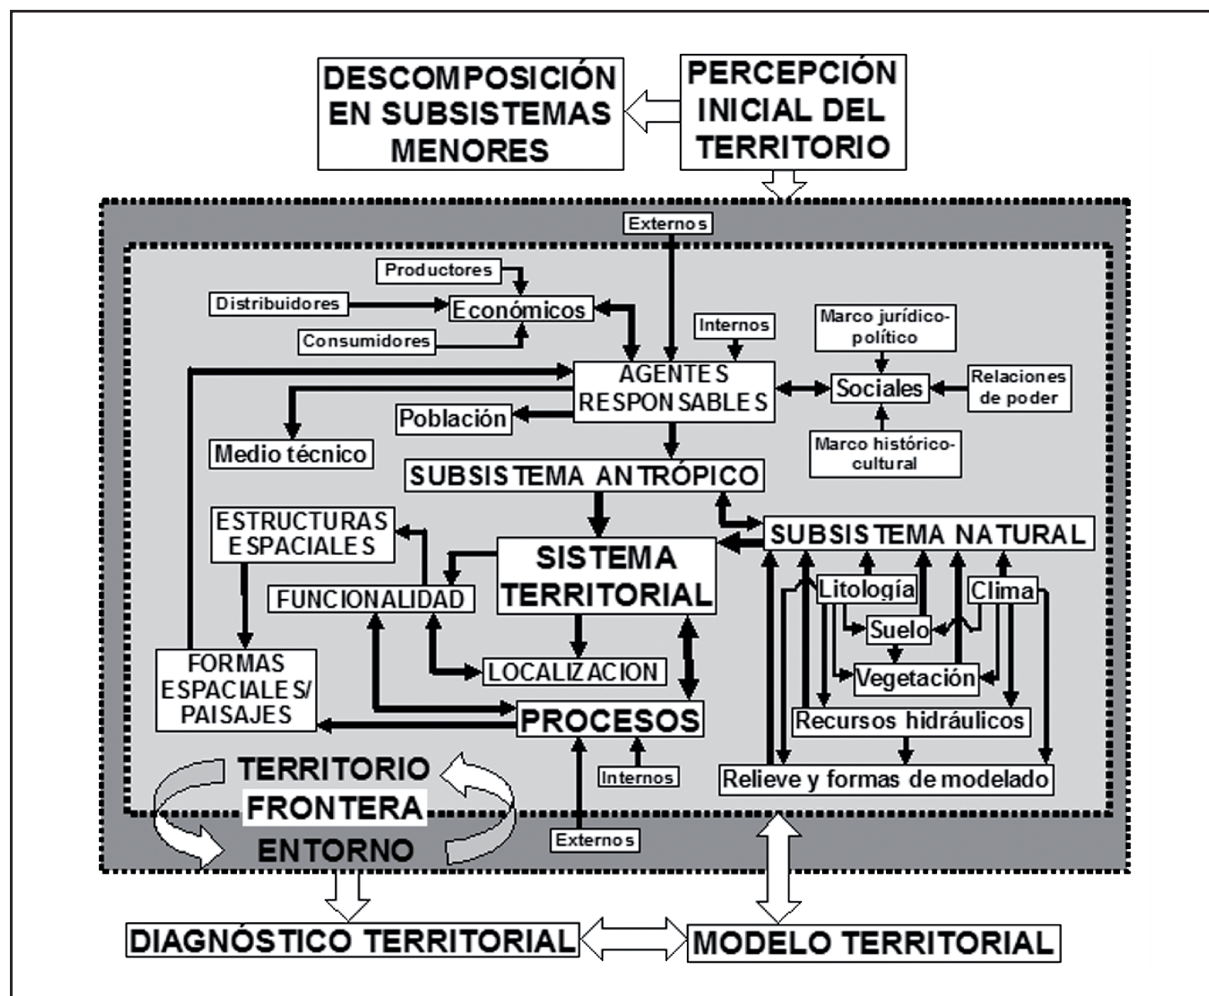 DESCOMPOSICIÓN
EN SUBSISTEMAS
MENORES
PERCEPCIÓN
INICIAL DEL
TERRITORIO
Externos
Productores
Distribuidores
Económicos
Consumidores
Internos
Marco jurídico-
político
AGENTES
RESPONSABLES
Sociales
Relaciones
de poder
Población
Medio técnico
Marco histórico-
cultural
SUBSISTEMA ANTRÓPICO
ESTRUCTURAS
ESPACIALES
SUBSISTEMA NATURAL
SISTEMA
TERRITORIAL
FUNCIONALIDAD
Litología
Clima
Suelo
FORMAS
ESPACIALES/
PAISAJES
LOCALIZACION
Vegetación
PROCESOS
Recursos hidráulicos
Internos
Relieve y formas de modelado
TERRITORIO
FRONTERA
ENTORNO
Externos
DIAGNÓSTICO TERRITORIAL
MODELO TERRITORIAL